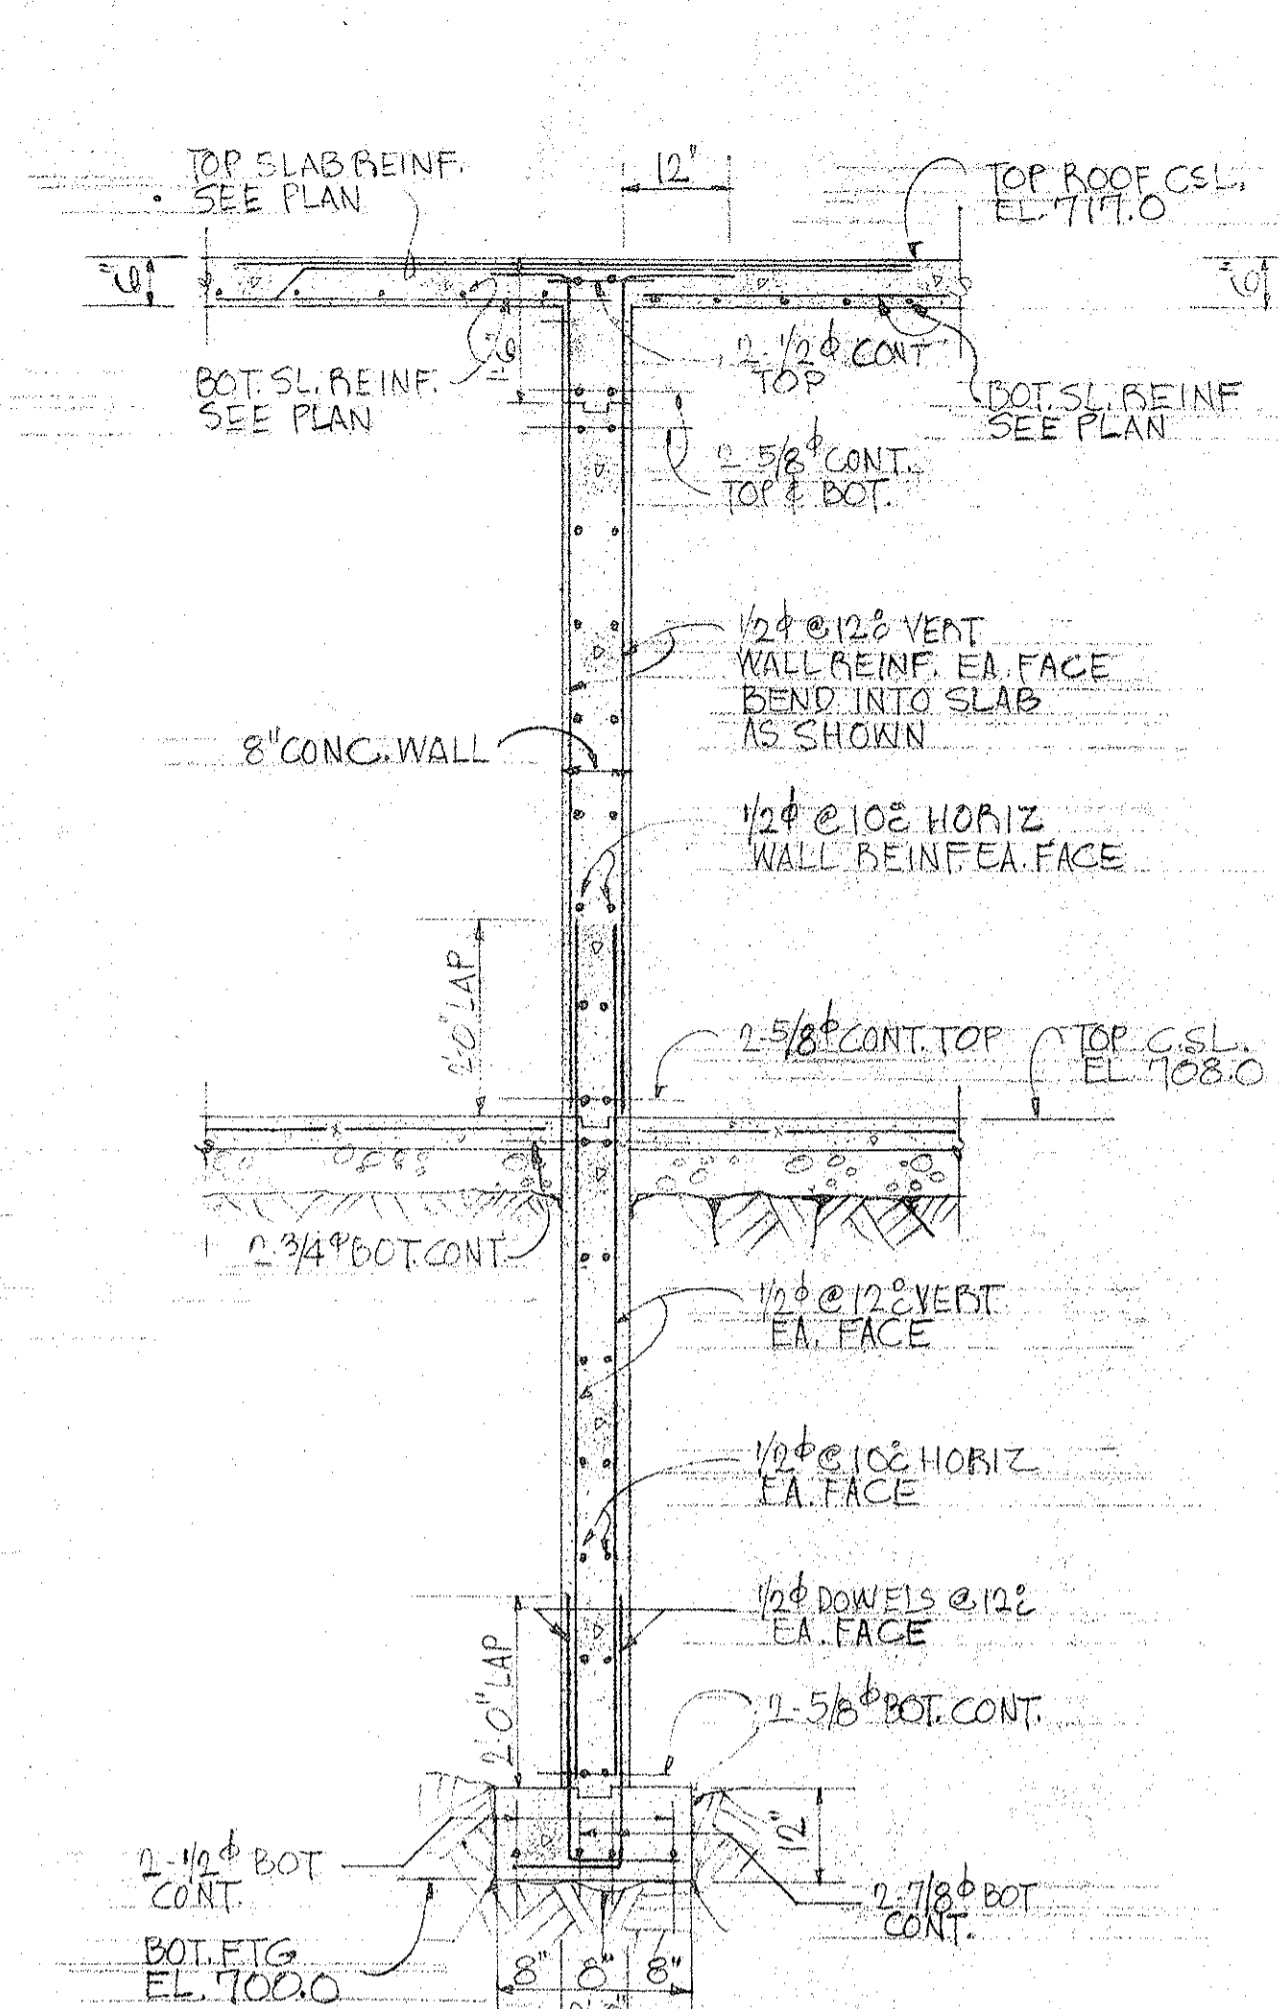 TOP SLAB REINF.
SEE PLAN
12"
TOP ROOF C SL.
EL. 717.0
6"
6"
BOT. SL. REINF.
SEE PLAN
1'-6"
2-1/2φ CONT
TOP
BOT. SL. REINF
SEE PLAN
2-5/8φ CONT.
TOP & BOT.
1/2φ @ 12 c/c VERT
WALL REINF. EA. FACE
BEND INTO SLAB
AS SHOWN
8" CONC. WALL
1/2φ @ 10 c/c HORIZ
WALL REINF. EA. FACE
2'-0" LAP
2-5/8φ CONT. TOP
TOP C. SL.
EL. 708.0
2-3/4φ BOT. CONT.
1/2φ @ 12 c/c VERT
EA. FACE
1/2φ @ 10 c/c HORIZ
EA. FACE
1/2φ DOWELS @ 12 c/c
EA. FACE
2'-0" LAP
2-5/8φ BOT. CONT.
12"
2-1/2φ BOT
CONT.
2-7/8φ BOT
CONT.
BOT. FTG
EL. 700.0
8" 8" 8"